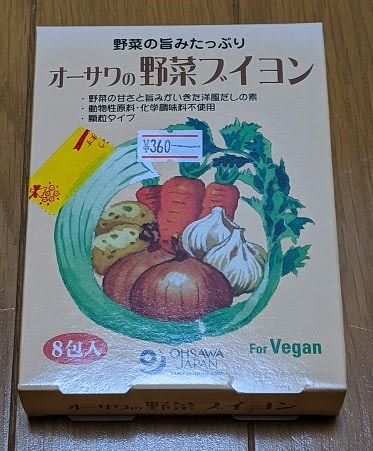 野菜の旨みたっぷり
オーサワの野菜ブイヨン
・野菜の甘さと旨みがいきた洋風だしの素
・動物性原料・化学調味料不使用
・顆粒タイプ
¥360
8包入
OHSAWA
JAPAN
For Vegan
オーサワの野菜ブイヨン